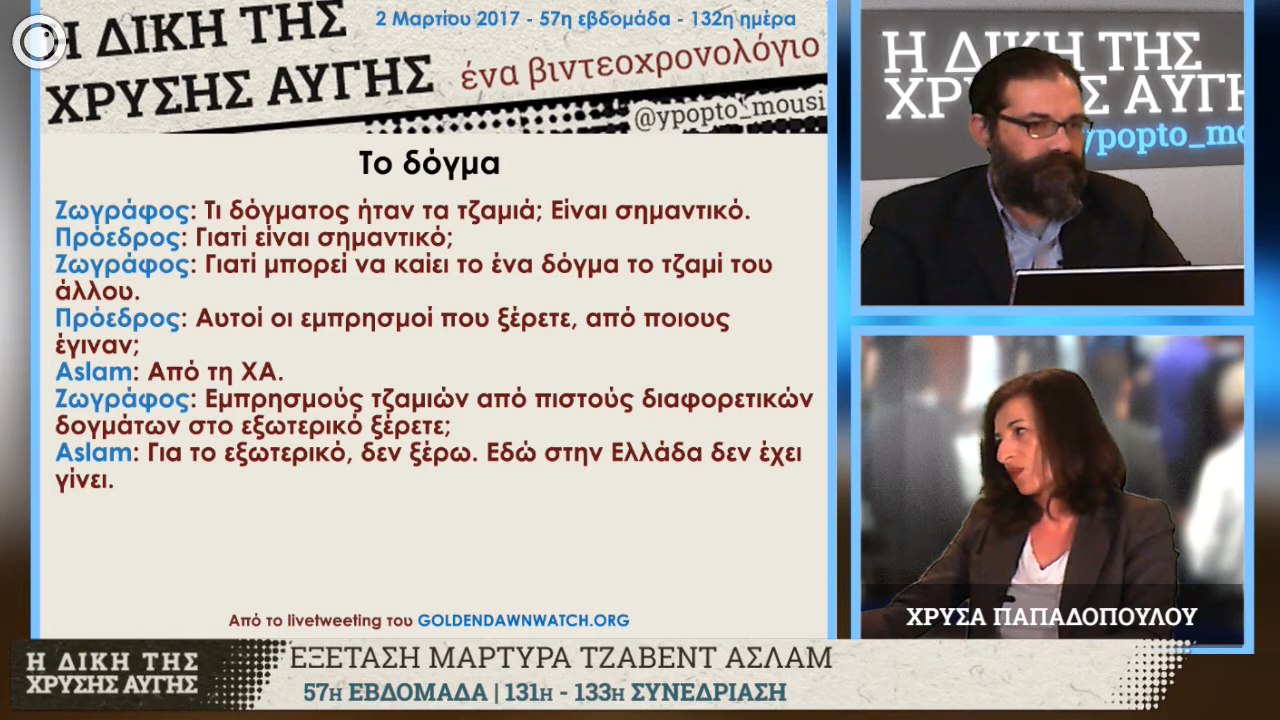 Η ΔΙΚΗ ΤΗΣ
ΧΡΥΣΗΣ ΑΥΓΗΣ
2 Μαρτίου 2017 - 57η εβδομάδα - 132η ημέρα
ένα βιντεοχρονολόγιο
@ypopto_mousi
Το δόγμα
Ζωγράφος: Τι δόγματος ήταν τα τζαμιά; Είναι σημαντικό.
Πρόεδρος: Γιατί είναι σημαντικό;
Ζωγράφος: Γιατί μπορεί να καίει το ένα δόγμα το τζαμί του
άλλου.
Πρόεδρος: Αυτοί οι εμπρησμοί που ξέρετε, από ποιους
έγιναν;
Aslam: Από τη ΧΑ.
Ζωγράφος: Εμπρησμούς τζαμιών από πιστούς διαφορετικών
δογμάτων στο εξωτερικό ξέρετε;
Aslam: Για το εξωτερικό, δεν ξέρω. Εδώ στην Ελλάδα δεν έχει
γίνει.
Από το livetweeting του GOLDENDAWNWATCH.ORG
Η ΔΙΚΗ ΤΗΣ
ΧΡ Σ ΑΥΓΗ
ypopto_mo
ΧΡΥΣΑ ΠΑΠΑΔΟΠΟΥΛΟΥ
Η ΔΙΚΗ ΤΗΣ
ΧΡΥΣΗΣ ΑΥΓΗΣ
ΕΞΕΤΑΣΗ ΜΑΡΤΥΡΑ ΤΖΑΒΕΝΤ ΑΣΛΑΜ
57η ΕΒΔΟΜΑΔΑ | 131η - 133η ΣΥΝΕΔΡΙΑΣΗ